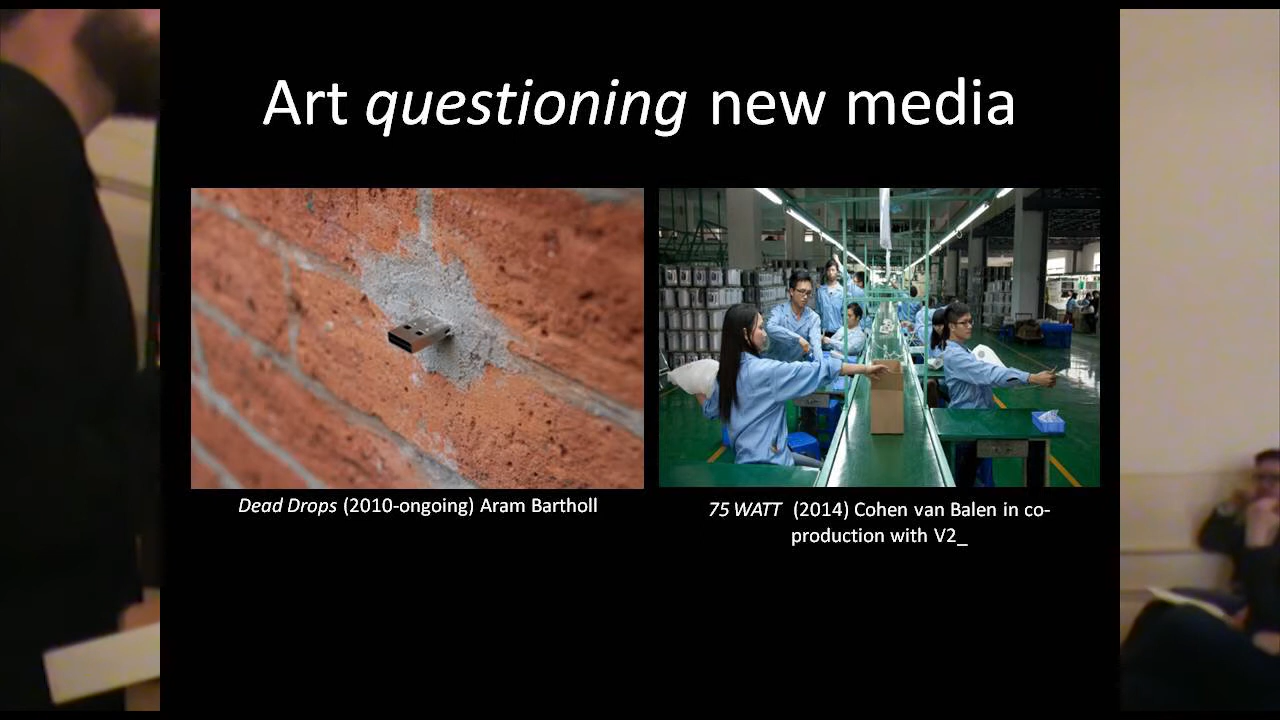 Art questioning new media
Dead Drops (2010-ongoing) Aram Bartholl
75 WATT (2014) Cohen van Balen in co-
production with V2_